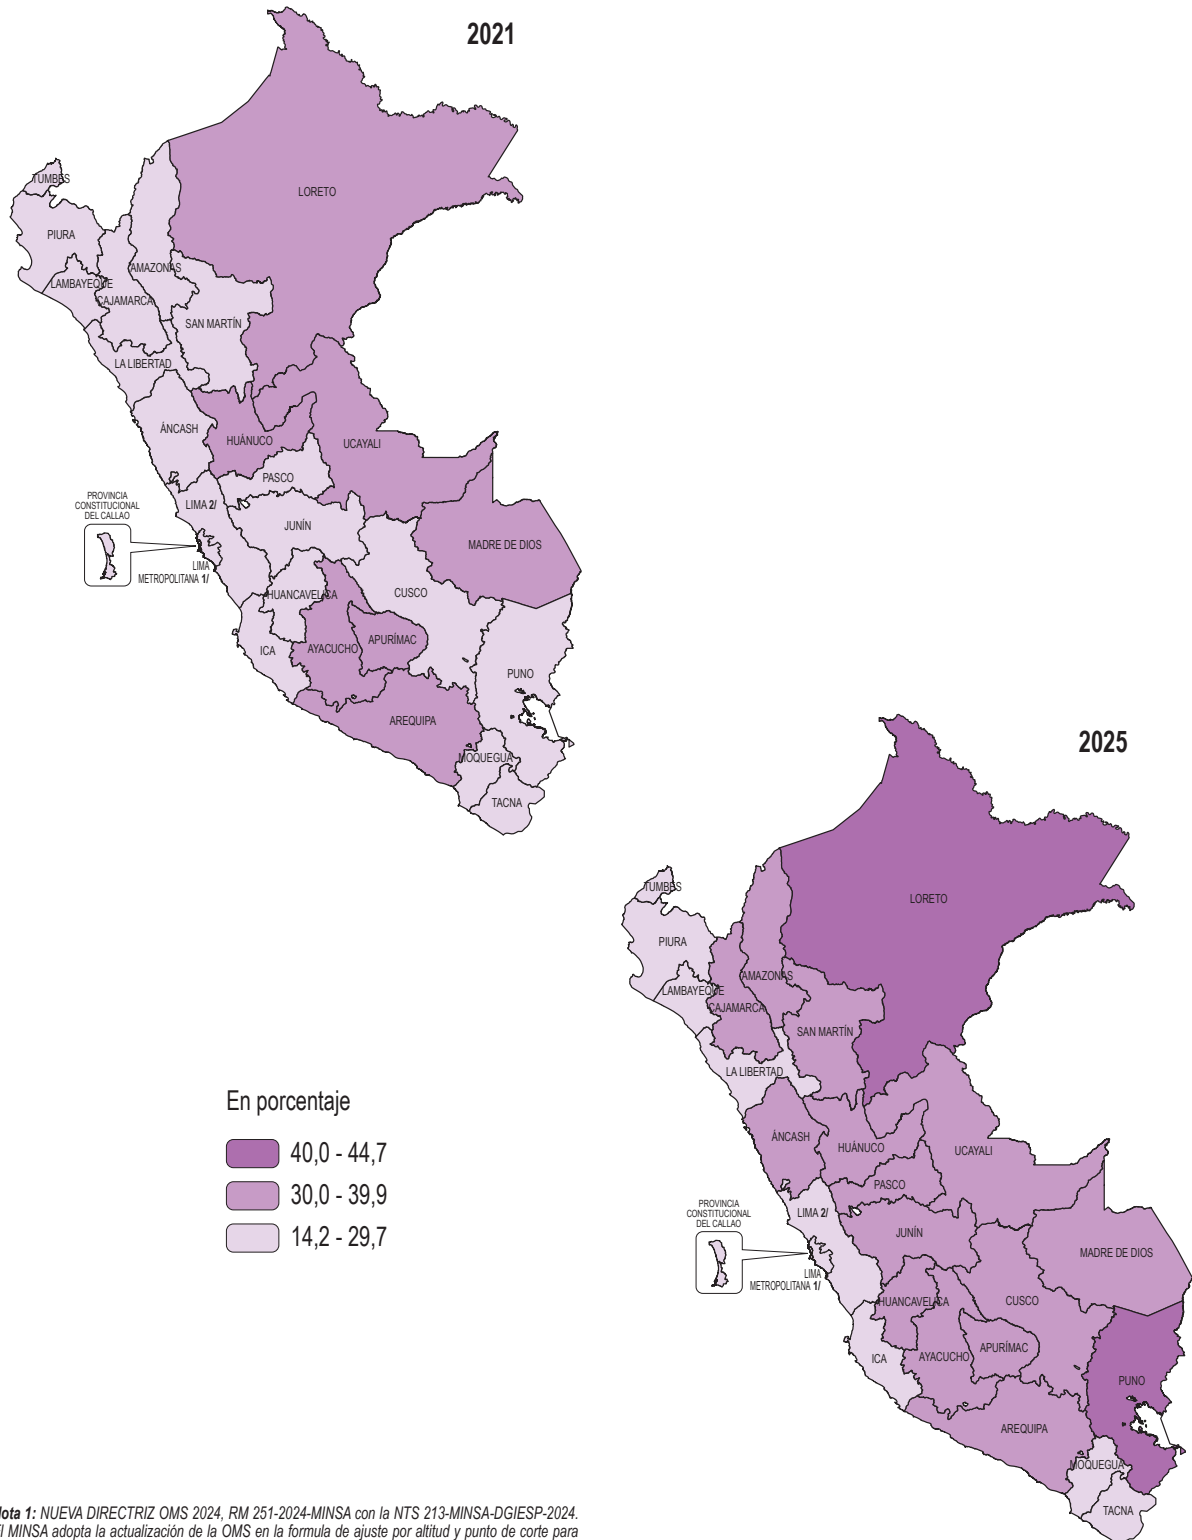 2021
LORETO
TUMBES
PIURA
AMAZONAS
LAMBAYEQUE
CAJAMARCA
SAN MARTÍN
LA LIBERTAD
ÁNCASH
HUÁNUCO
UCAYALI
PASCO
PROVINCIA
CONSTITUCIONAL
DEL CALLAO
LIMA 2/
JUNÍN
MADRE DE DIOS
LIMA
METROPOLITANA 1/
HUANCAVELICA
CUSCO
ICA
AYACUCHO
APURÍMAC
PUNO
AREQUIPA
MOQUEGUA
TACNA
2025
LORETO
TUMBES
PIURA
AMAZONAS
LAMBAYEQUE
CAJAMARCA
SAN MARTÍN
LA LIBERTAD
ÁNCASH
HUÁNUCO
UCAYALI
PASCO
PROVINCIA
CONSTITUCIONAL
DEL CALLAO
LIMA 2/
JUNÍN
MADRE DE DIOS
LIMA
METROPOLITANA 1/
HUANCAVELICA
CUSCO
ICA
AYACUCHO
APURÍMAC
PUNO
AREQUIPA
MOQUEGUA
TACNA
En porcentaje
40,0 - 44,7
30,0 - 39,9
14,2 - 29,7
ota 1: NUEVA DIRECTRIZ OMS 2024, RM 251-2024-MINSA con la NTS 213-MINSA-DGIESP-2024.
l MINSA adopta la actualización de la OMS en la formula de ajuste por altitud y punto de corte para